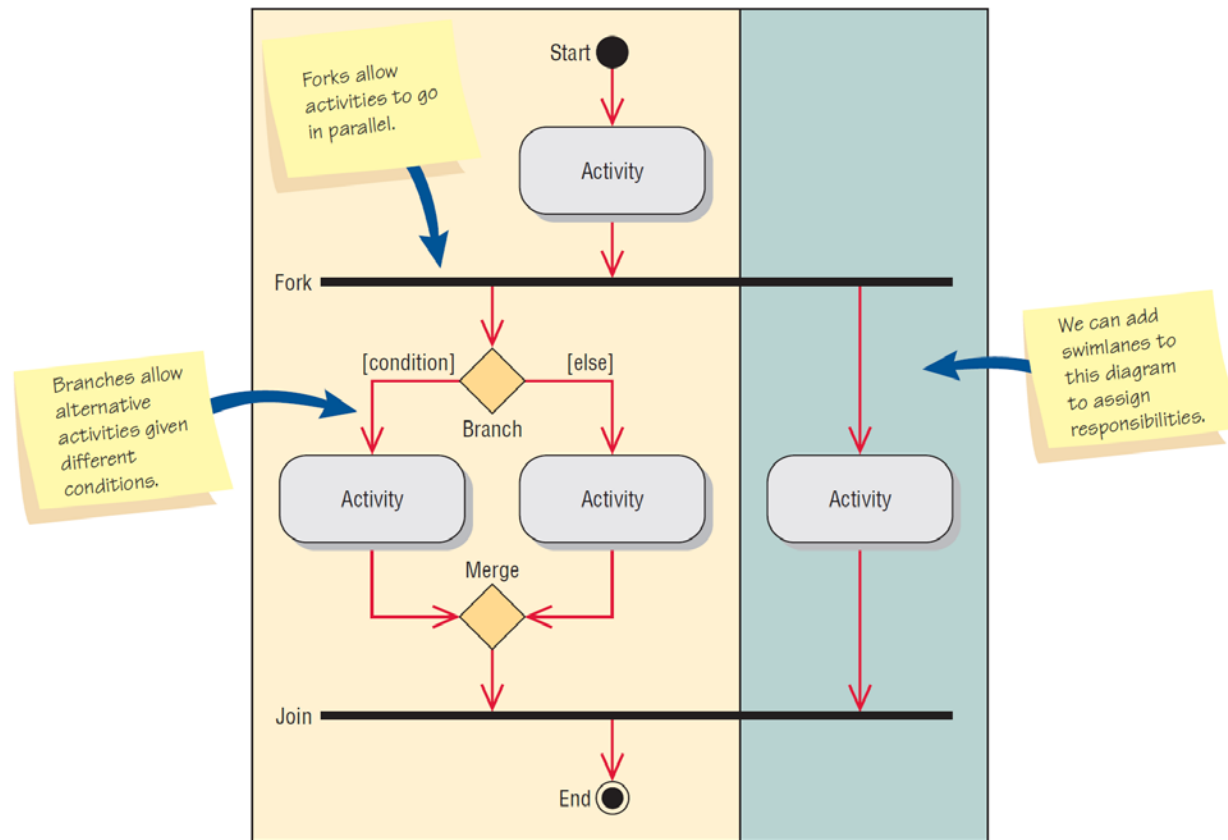 Start
Forks allow
activities to go
in parallel.
Activity
Fork
We can add
swimlanes to
this diagram
to assign
responsibilities.
[condition]
[else]
Branches allow
alternative
activities given
different
conditions.
Branch
Activity
Activity
Activity
Merge
Join
End